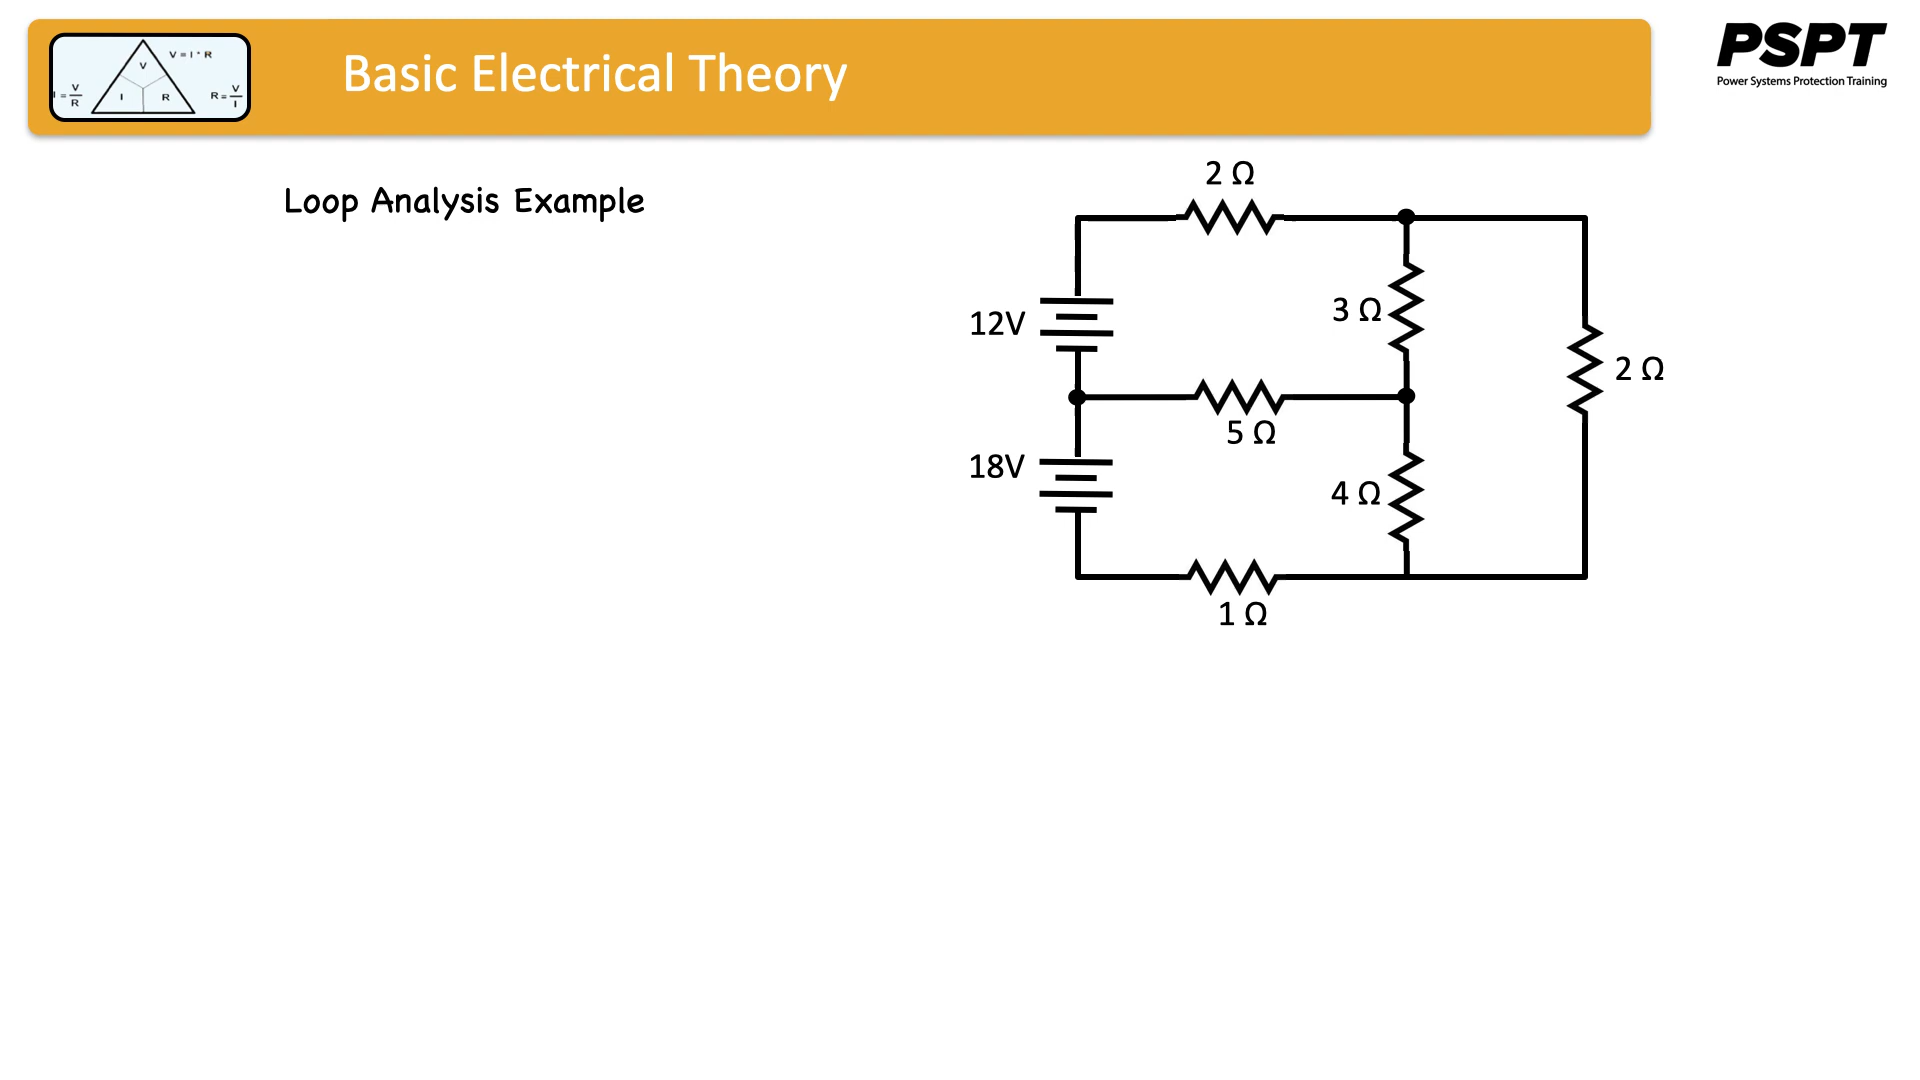 V = I * R
V
I = V/R
I
R
R = V/I
Basic Electrical Theory
PSPT
Power Systems Protection Training
Loop Analysis Example
2 Ω
12V
3 Ω
2 Ω
5 Ω
18V
4 Ω
1 Ω